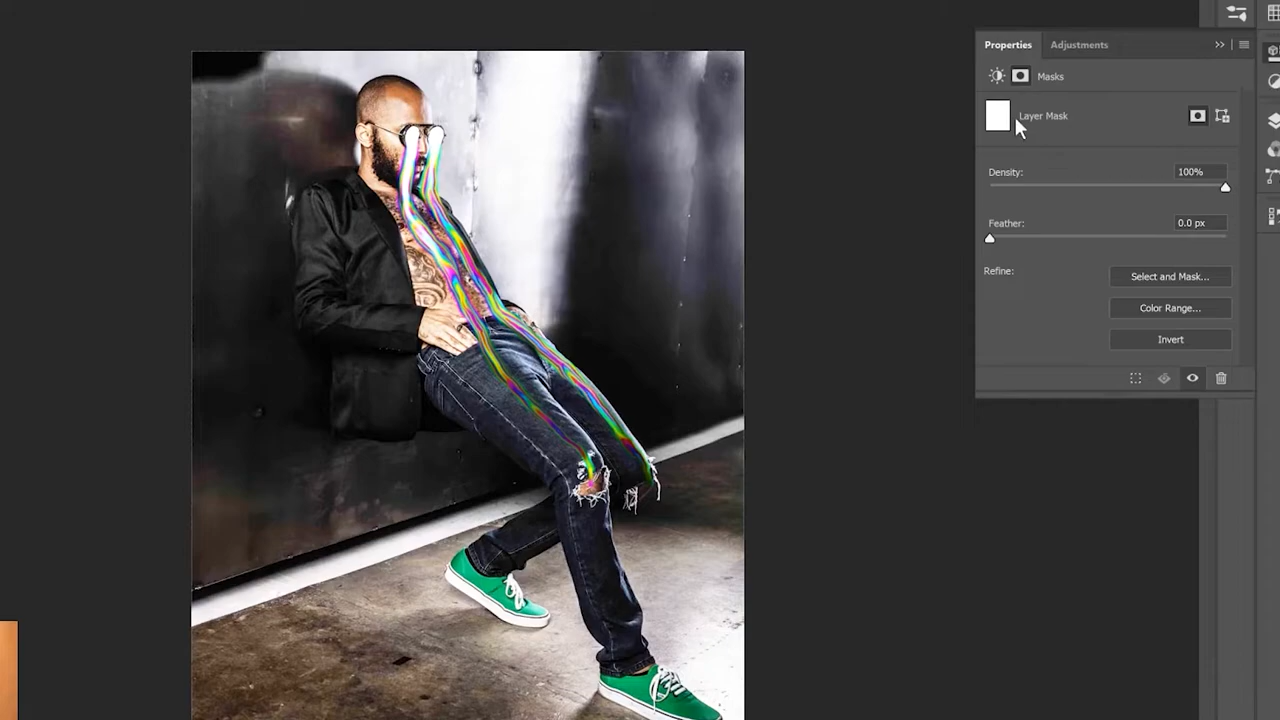 Properties Adjustments
Masks
Layer Mask
Density: 100%
Feather: 0.0 px
Refine: Select and Mask...
Color Range...
Invert